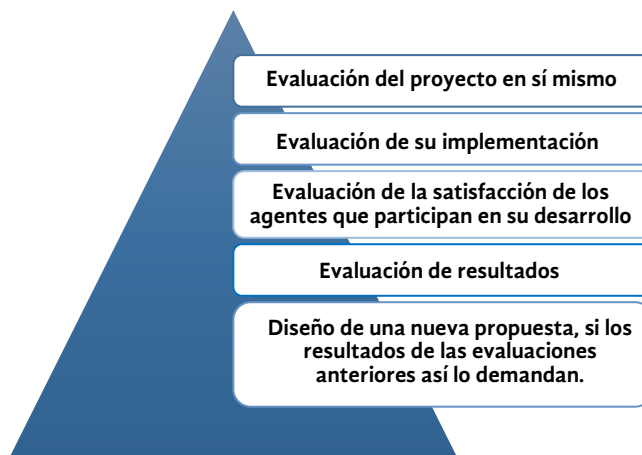 Evaluación del proyecto en sí mismo
Evaluación de su implementación
Evaluación de la satisfacción de los
agentes que participan en su desarrollo
Evaluación de resultados
Diseño de una nueva propuesta, si los
resultados de las evaluaciones
anteriores así lo demandan.